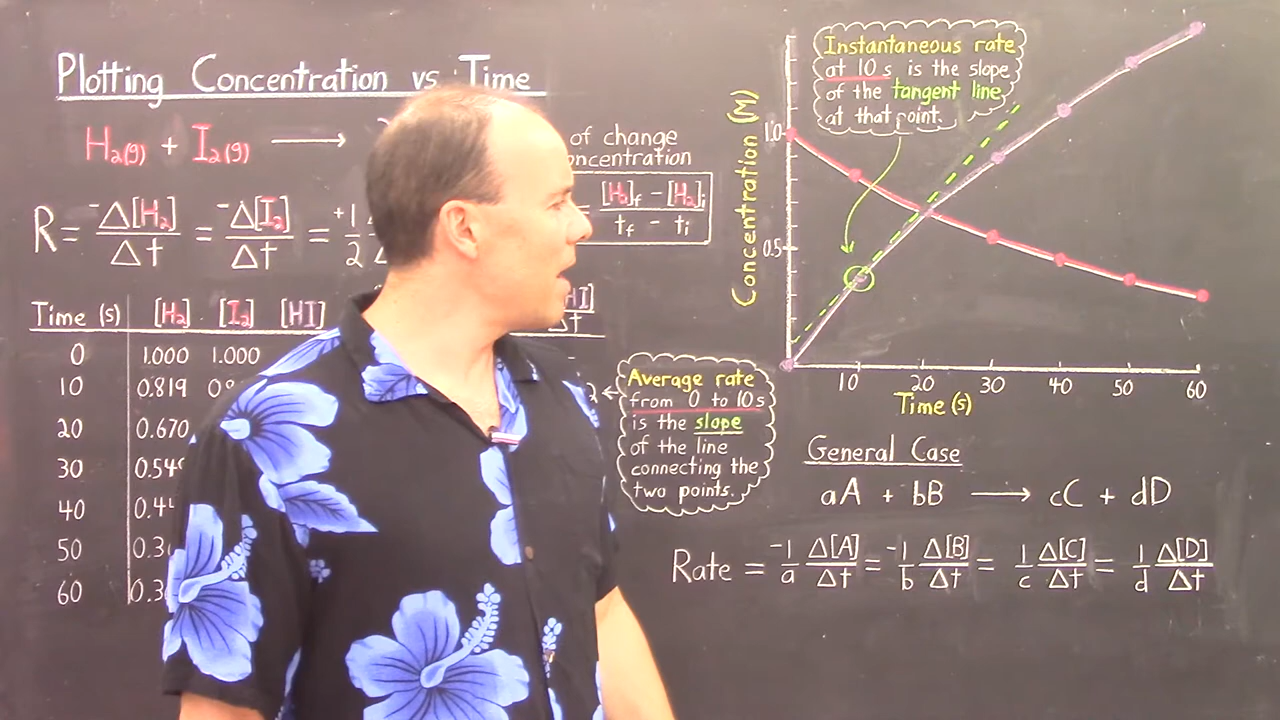 Plotting Concentration vs Time
H₂(g) + I₂(g) ⟶
of change
R = -Δ[H₂]/Δt = -Δ[I₂]/Δt = +1/2
= [H₂]f - [H₂]i / tf - ti
Time (s) [H₂] [I₂] [HI]
0 1.000 1.000
10 0.819
20 0.670
30
40
50
60
Average rate
from 0 to 10 s
is the slope
of the line
connecting the
two points.
Instantaneous rate
at 10 s is the slope
of the tangent line
at that point.
Concentration (M)
1.0
0.5
10 20 30 40 50 60
Time (s)
General Case
aA + bB ⟶ cC + dD
Rate = -1/a Δ[A]/Δt = -1/b Δ[B]/Δt = 1/c Δ[C]/Δt = 1/d Δ[D]/Δt